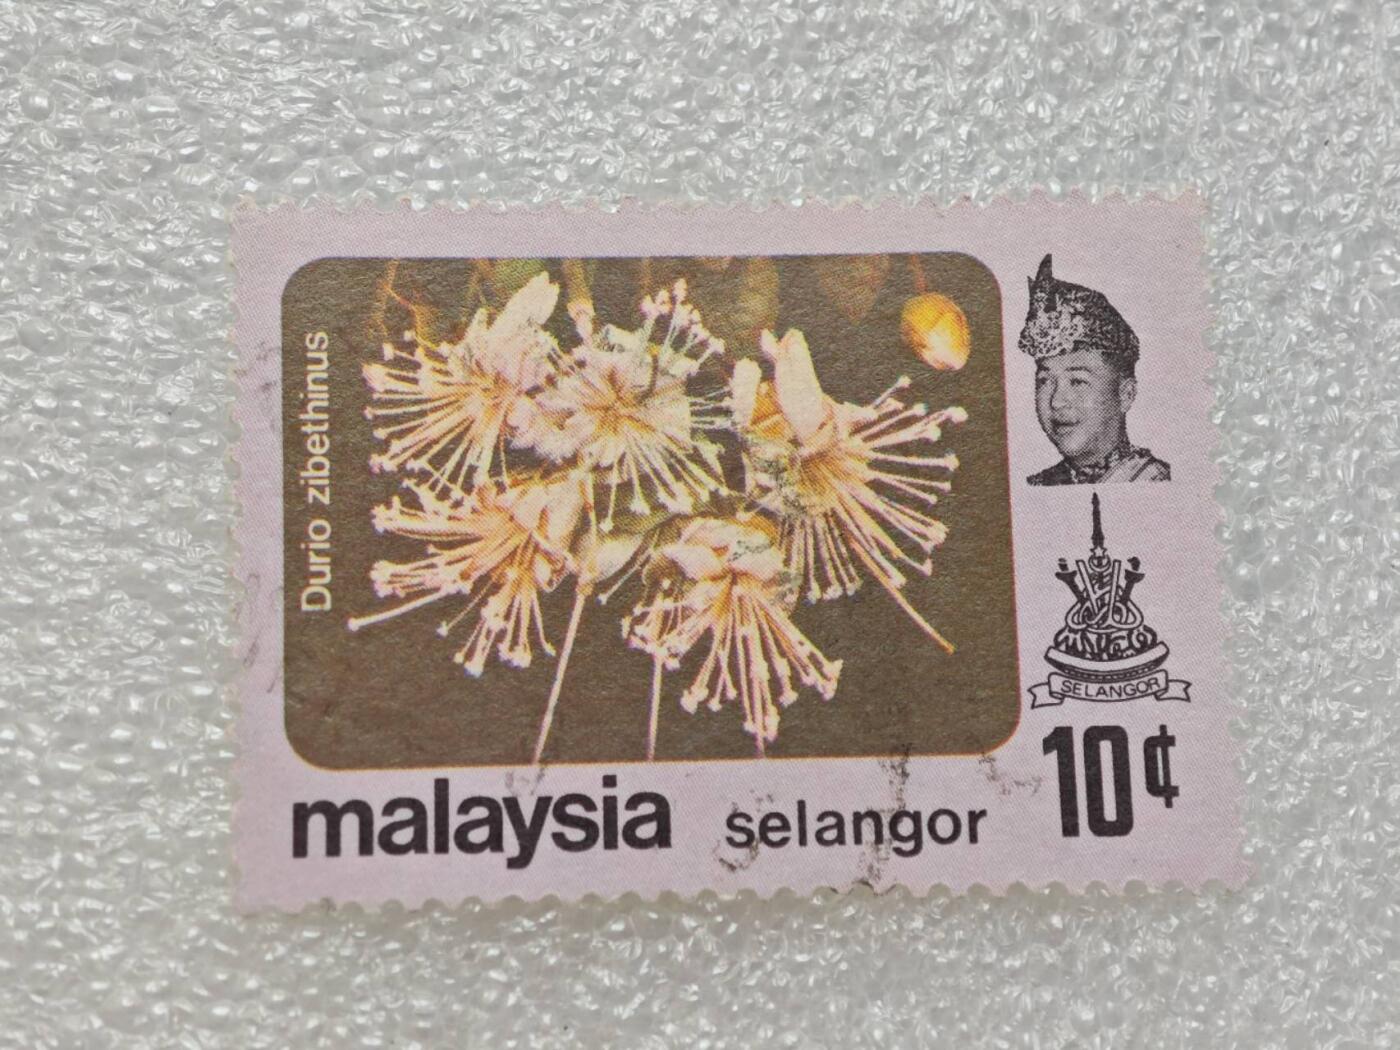 Durio zibethinus
SELANGOR
10¢
malaysia selangor